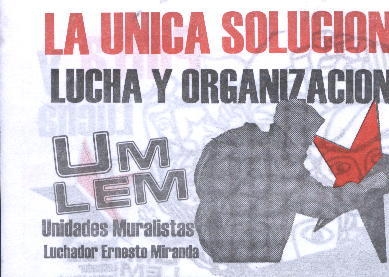 LA UNICA SOLUCION
LUCHA Y ORGANIZACION
UM
LEM
Unidades Muralistas
Luchador Ernesto Miranda